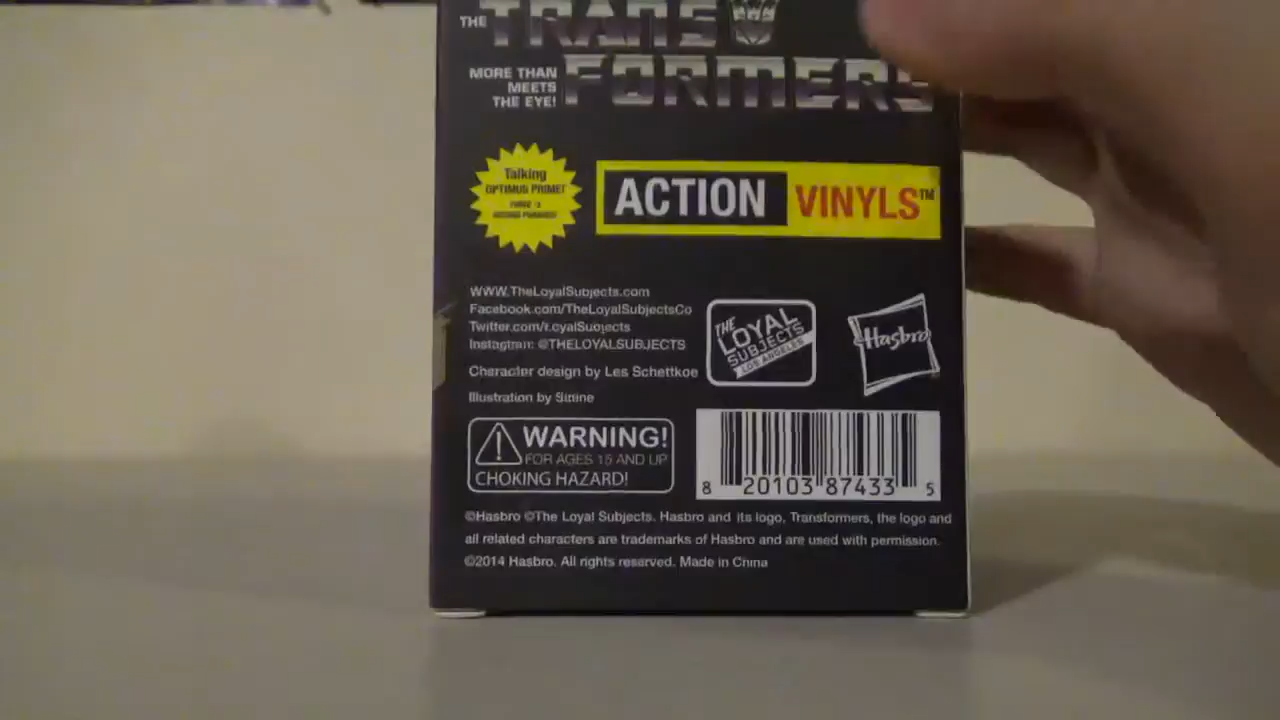 THE TRANS
MORE THAN
MEETS
THE EYE!
FORMERS
Talking
OPTIMUS PRIME!
ACTION VINYLS™
WWW.TheLoyalSubjects.com
Facebook.com/TheLoyalSubjectsCo
Twitter.com/LoyalSubjects
Instagram: @THELOYALSUBJECTS
Character design by Les Schettkoe
Illustration by
THE
LOYAL
SUBJECTS
LOS ANGELES
Hasbro
WARNING!
FOR AGES 15 AND UP
CHOKING HAZARD!
8 20103 87433 5
©Hasbro ©The Loyal Subjects. Hasbro and its logo, Transformers, the logo and
all related characters are trademarks of Hasbro and are used with permission.
©2014 Hasbro. All rights reserved. Made in China